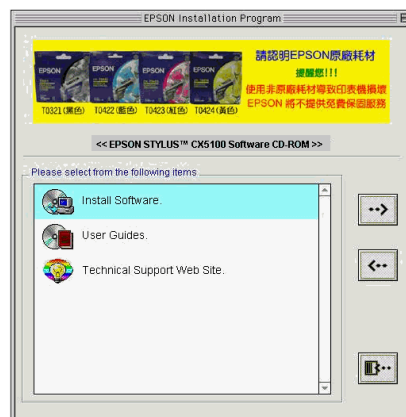 EPSON Installation Program
請認明EPSON原廠耗材
提醒您!!!
使用非原廠耗材導致印表機損壞
EPSON 將不提供免費保固服務
EPSON EPSON EPSON EPSON
T0321(黑色) T0422(藍色) T0423(紅色) T0424(黃色)
<< EPSON STYLUS™ CX5100 Software CD-ROM >>
Please select from the following items
Install Software.
User Guides.
Technical Support Web Site.